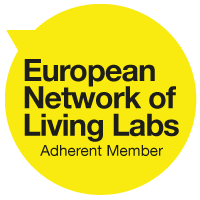 European
Network of
Living Labs
Adherent Member